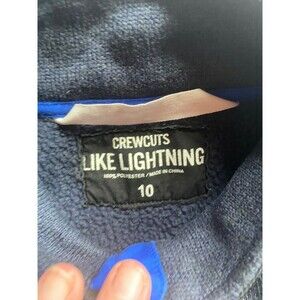 CREWCUTS
LIKE LIGHTNING
100% POLYESTER / MADE IN CHINA
10